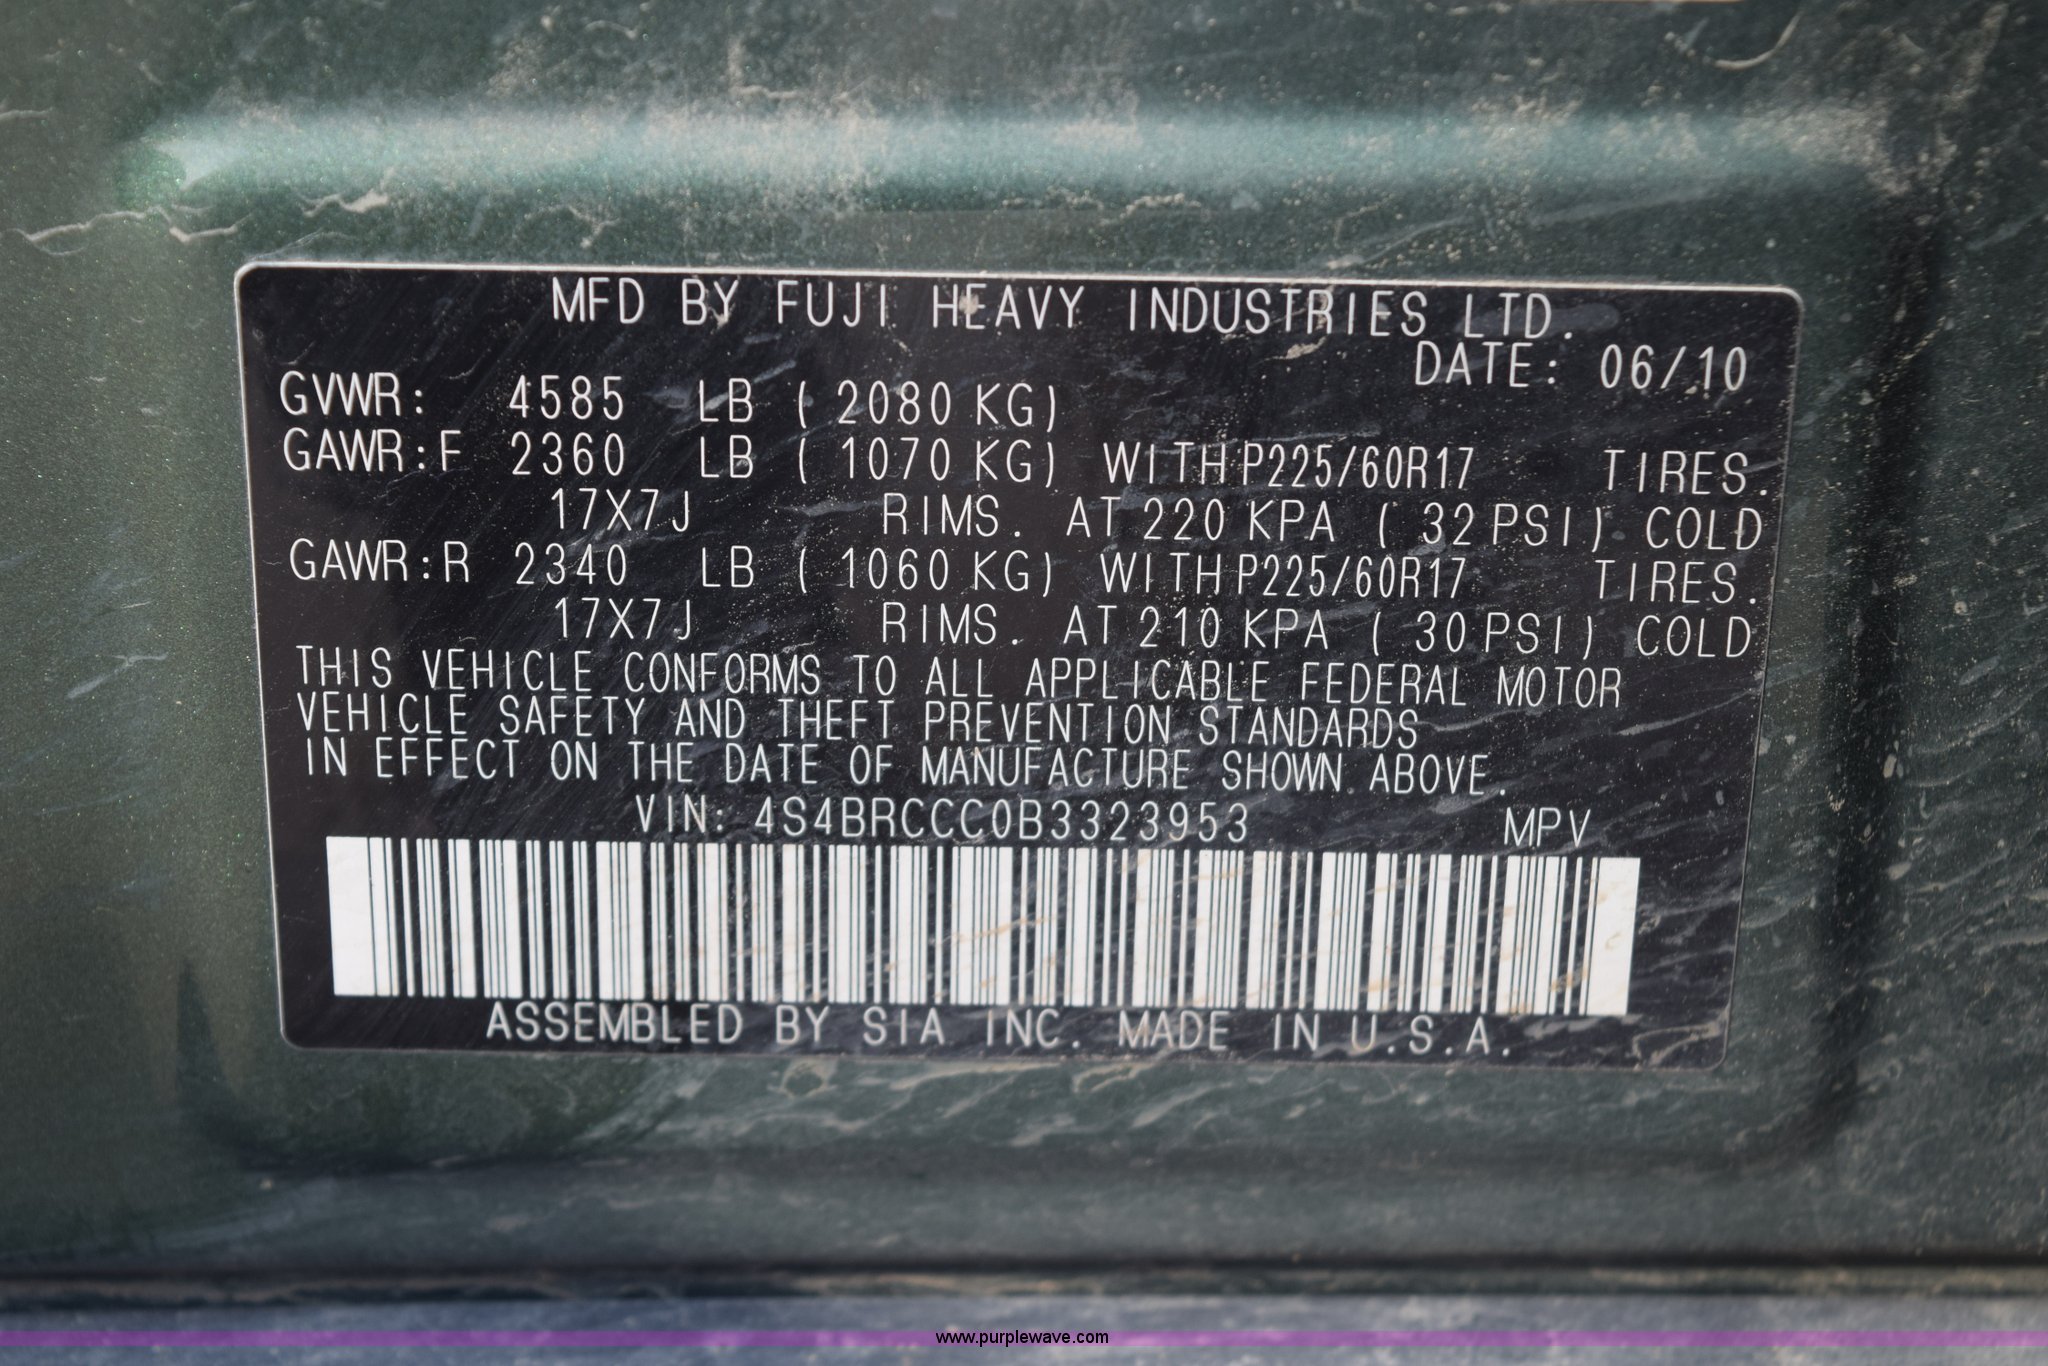 MFD BY FUJI HEAVY INDUSTRIES LTD.
DATE: 06/10
GVWR: 4585 LB ( 2080 KG)
GAWR:F 2360 LB ( 1070 KG) WITH P225/60R17 TIRES.
17X7J RIMS. AT 220 KPA ( 32 PSI) COLD
GAWR:R 2340 LB ( 1060 KG) WITH P225/60R17 TIRES.
17X7J RIMS. AT 210 KPA ( 30 PSI) COLD
THIS VEHICLE CONFORMS TO ALL APPLICABLE FEDERAL MOTOR
VEHICLE SAFETY AND THEFT PREVENTION STANDARDS
IN EFFECT ON THE DATE OF MANUFACTURE SHOWN ABOVE.
VIN: 4S4BRCCC0B3323953 MPV
ASSEMBLED BY SIA INC. MADE IN U.S.A.
www.purplewave.com